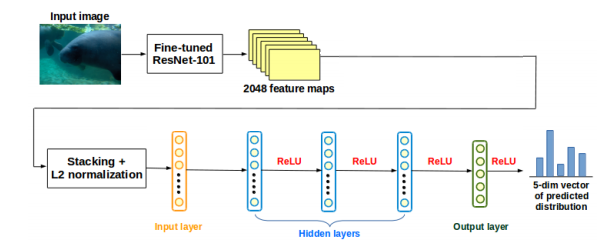 Input image
Fine-tuned
ResNet-101
2048 feature maps
Stacking +
L2 normalization
ReLU
ReLU
ReLU
ReLU
5-dim vector
of predicted
distribution
Input layer
Hidden layers
Output layer